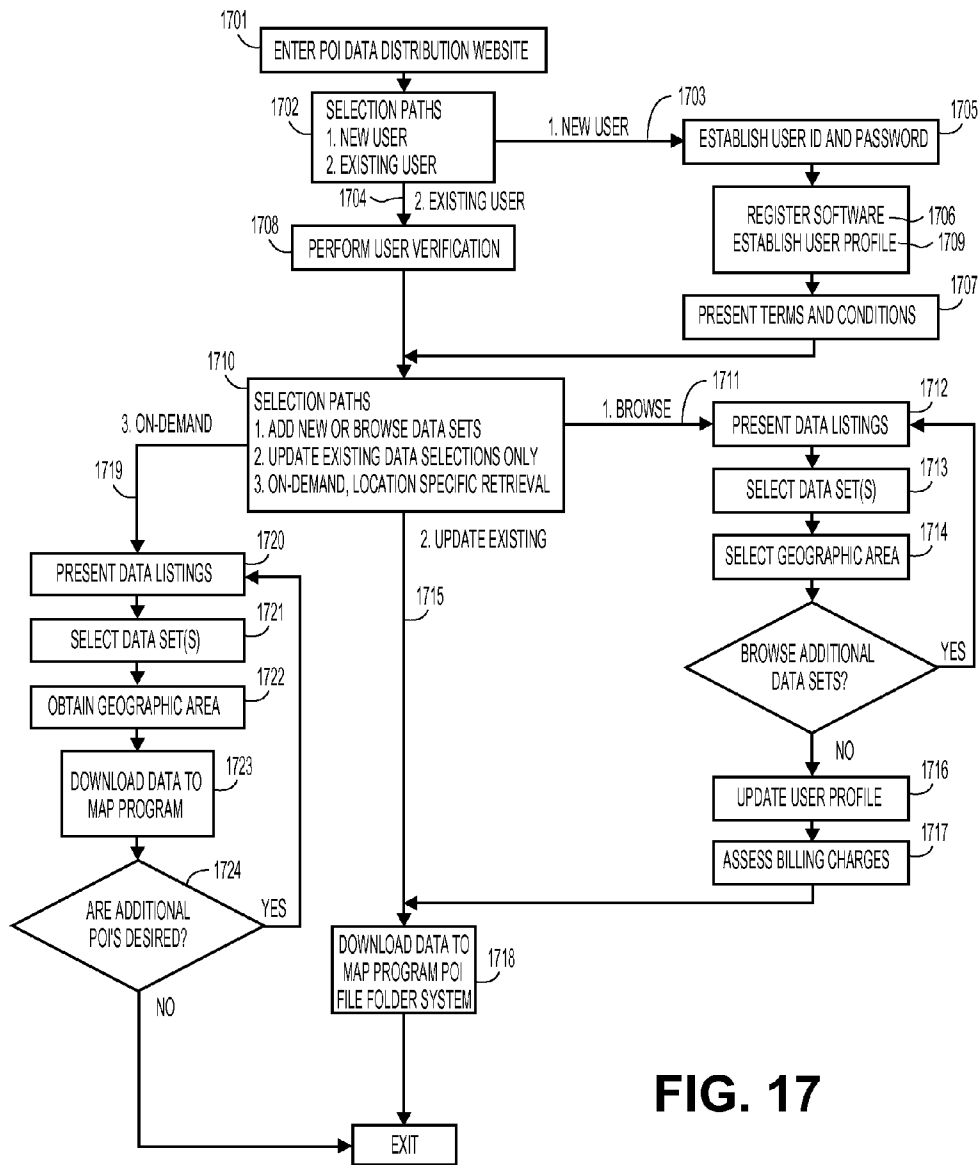 1701
ENTER POI DATA DISTRIBUTION WEBSITE
1702
SELECTION PATHS
1. NEW USER
2. EXISTING USER
1. NEW USER
1703
1705
ESTABLISH USER ID AND PASSWORD
1704
2. EXISTING USER
REGISTER SOFTWARE
1706
ESTABLISH USER PROFILE
1709
1708
PERFORM USER VERIFICATION
1707
PRESENT TERMS AND CONDITIONS
1710
SELECTION PATHS
1. ADD NEW OR BROWSE DATA SETS
2. UPDATE EXISTING DATA SELECTIONS ONLY
3. ON-DEMAND, LOCATION SPECIFIC RETRIEVAL
1. BROWSE
1711
1712
PRESENT DATA LISTINGS
1713
SELECT DATA SET(S)
1714
SELECT GEOGRAPHIC AREA
BROWSE ADDITIONAL
DATA SETS?
YES
NO
1716
UPDATE USER PROFILE
1717
ASSESS BILLING CHARGES
2. UPDATE EXISTING
1715
3. ON-DEMAND
1719
1720
PRESENT DATA LISTINGS
1721
SELECT DATA SET(S)
1722
OBTAIN GEOGRAPHIC AREA
1723
DOWNLOAD DATA TO
MAP PROGRAM
1724
ARE ADDITIONAL
POI'S DESIRED?
YES
NO
DOWNLOAD DATA TO
MAP PROGRAM POI
FILE FOLDER SYSTEM
1718
EXIT
FIG. 17